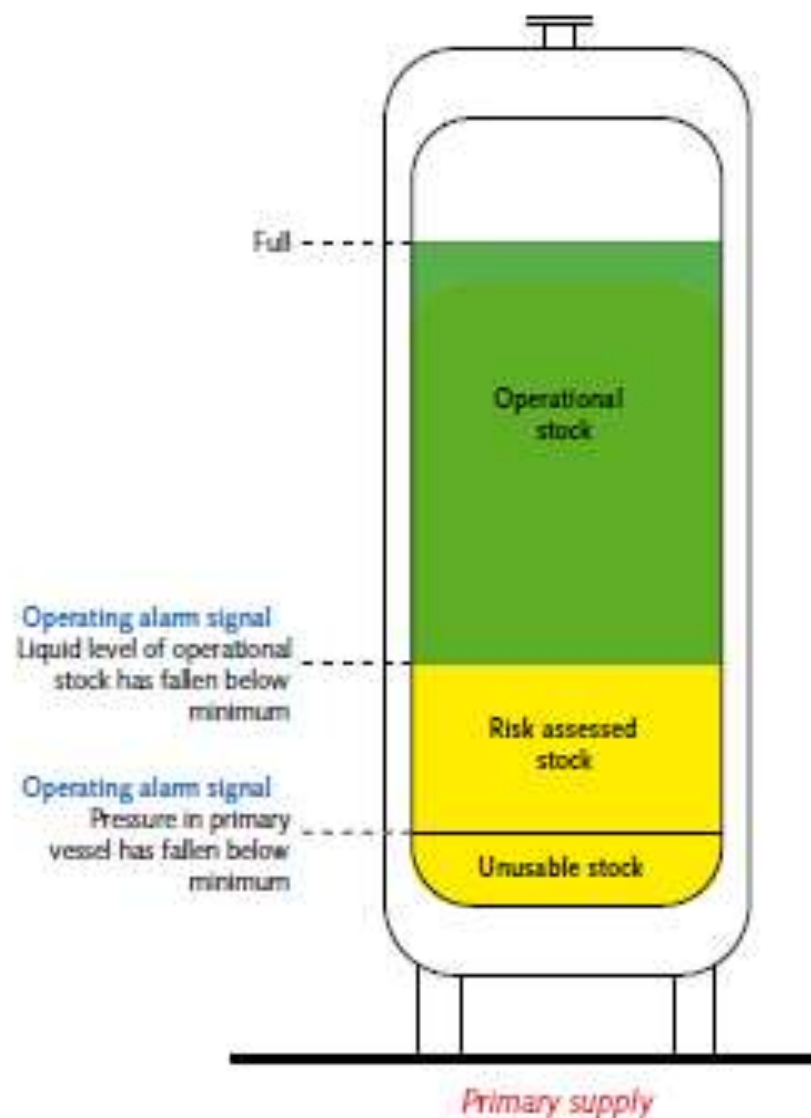 Full
Operational
stock
Operating alarm signal
Liquid level of operational
stock has fallen below
minimum
Risk assessed
stock
Operating alarm signal
Pressure in primary
vessel has fallen below
minimum
Unusable stock
Primary supply